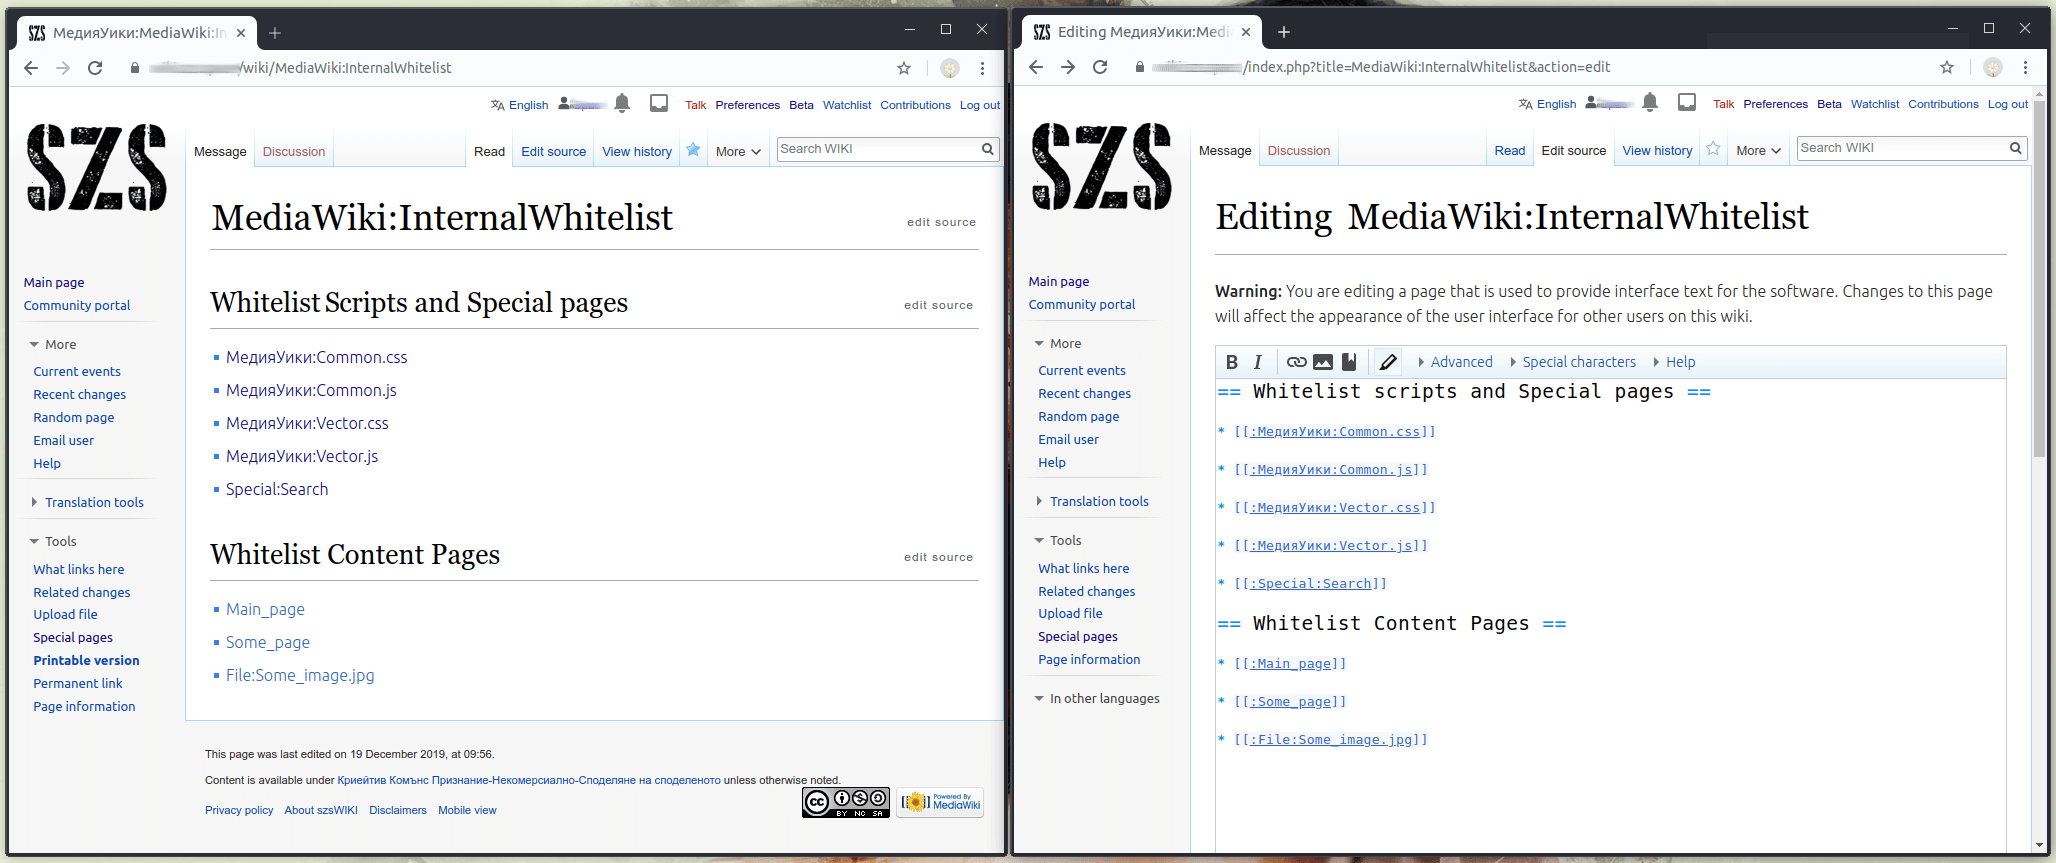 SZS МедияУики:MediaWiki:In
/wiki/MediaWiki:InternalWhitelist
English Talk Preferences Beta Watchlist Contributions Log out
SZS
Message Discussion Read Edit source View history More Search WIKI
MediaWiki:InternalWhitelist edit source
Whitelist Scripts and Special pages edit source
МедияУики:Common.css
МедияУики:Common.js
МедияУики:Vector.css
МедияУики:Vector.js
Special:Search
Whitelist Content Pages edit source
Main_page
Some_page
File:Some_image.jpg
Main page
Community portal
More
Current events
Recent changes
Random page
Email user
Help
Translation tools
Tools
What links here
Related changes
Upload file
Special pages
Printable version
Permanent link
Page information
This page was last edited on 19 December 2019, at 09:56.
Content is available under Криейтив Комънс Признание-Некомерсиално-Споделяне на споделеното unless otherwise noted.
Privacy policy About szsWIKI Disclaimers Mobile view
cc BY NC SA
Powered By MediaWiki
SZS Editing МедияУики:Medi
/index.php?title=MediaWiki:InternalWhitelist&action=edit
English Talk Preferences Beta Watchlist Contributions Log out
SZS
Message Discussion Read Edit source View history More Search WIKI
Editing MediaWiki:InternalWhitelist
Warning: You are editing a page that is used to provide interface text for the software. Changes to this page
will affect the appearance of the user interface for other users on this wiki.
B I Advanced Special characters Help
== Whitelist scripts and Special pages ==
* [[:МедияУики:Common.css]]
* [[:МедияУики:Common.js]]
* [[:МедияУики:Vector.css]]
* [[:МедияУики:Vector.js]]
* [[:Special:Search]]
== Whitelist Content Pages ==
* [[:Main_page]]
* [[:Some_page]]
* [[:File:Some_image.jpg]]
Main page
Community portal
More
Current events
Recent changes
Random page
Email user
Help
Translation tools
Tools
What links here
Related changes
Upload file
Special pages
Page information
In other languages